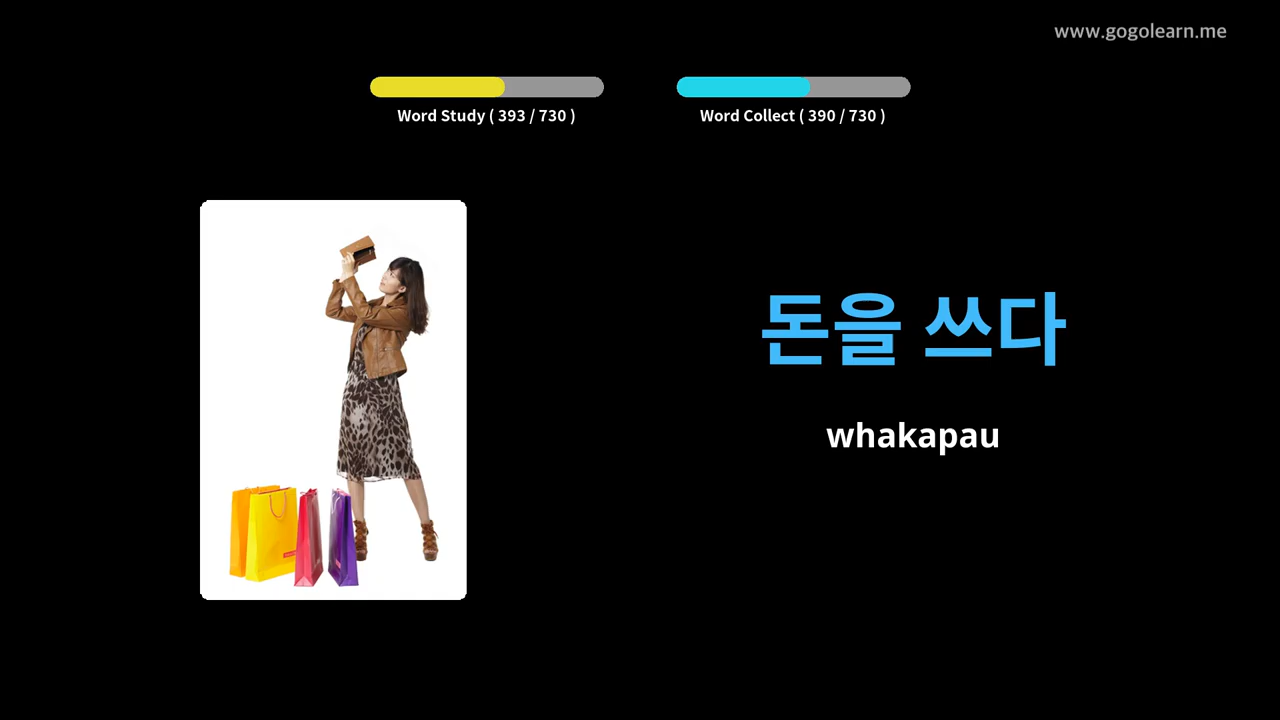 www.gogolearn.me
Word Study ( 393 / 730 )
Word Collect ( 390 / 730 )
돈을 쓰다
whakapau